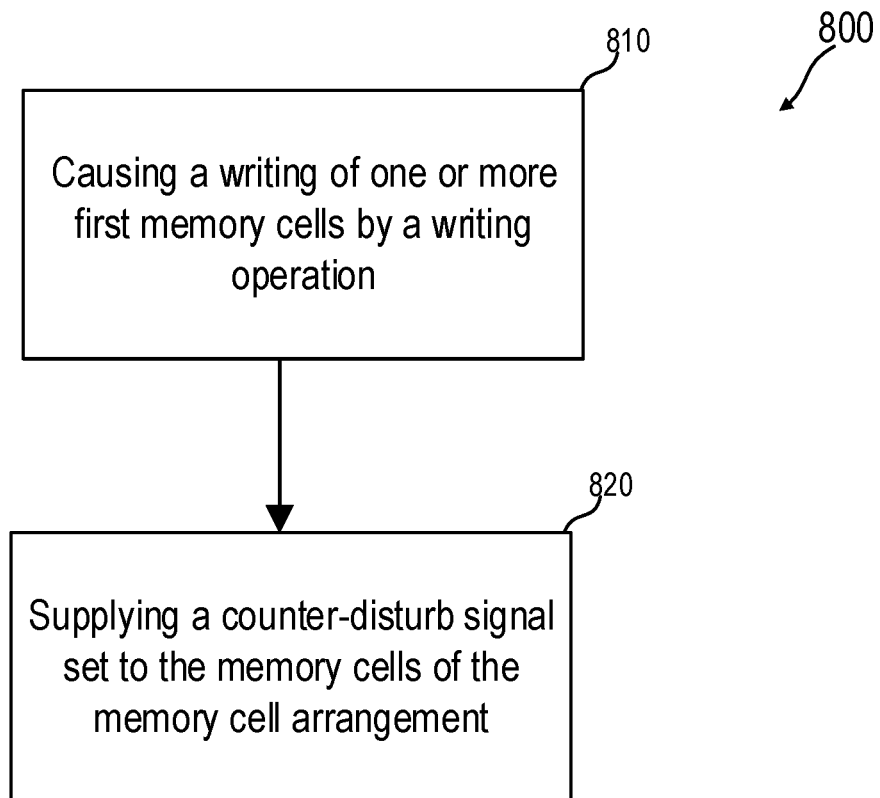 800
810
Causing a writing of one or more
first memory cells by a writing
operation
820
Supplying a counter-disturb signal
set to the memory cells of the
memory cell arrangement